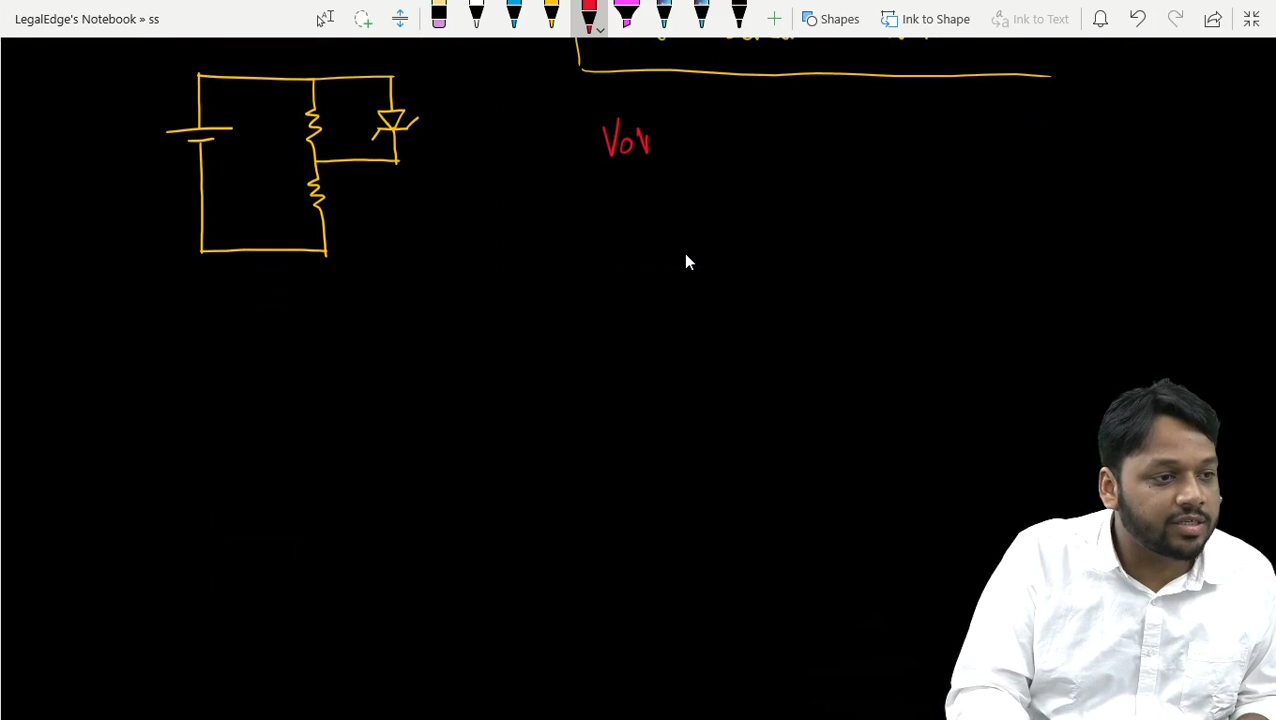 LegalEdge's Notebook » ss
Shapes
Ink to Shape
Ink to Text
Vov